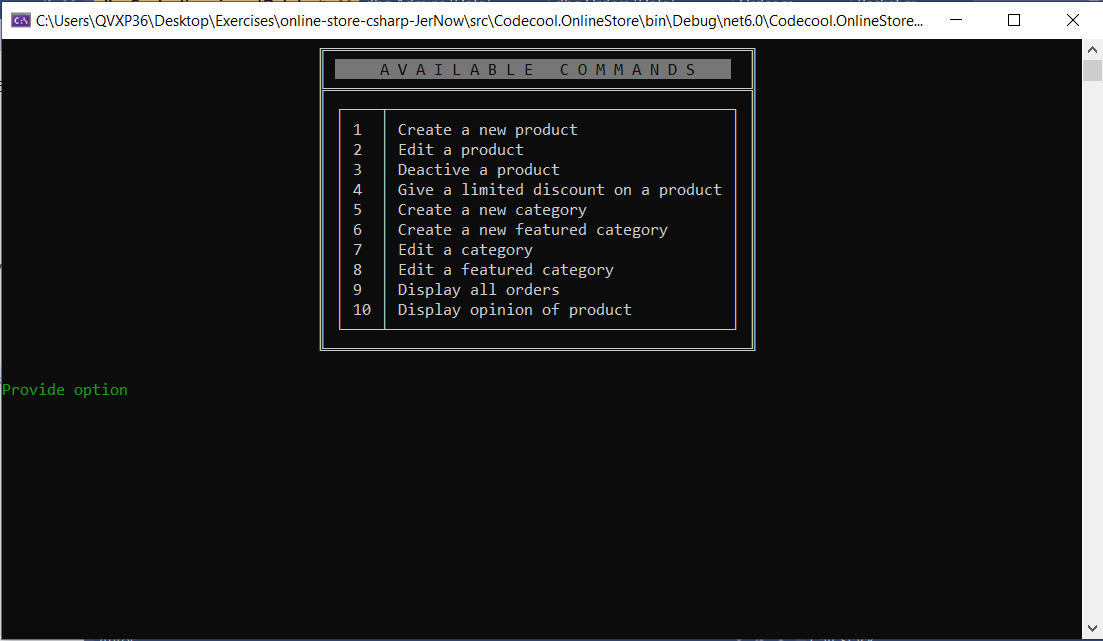 C:\Users\QVXP36\Desktop\Exercises\online-store-csharp-JerNow\src\Codecool.OnlineStore\bin\Debug\net6.0\Codecool.OnlineStore...
A V A I L A B L E   C O M M A N D S
1 Create a new product
2 Edit a product
3 Deactive a product
4 Give a limited discount on a product
5 Create a new category
6 Create a new featured category
7 Edit a category
8 Edit a featured category
9 Display all orders
10 Display opinion of product
Provide option